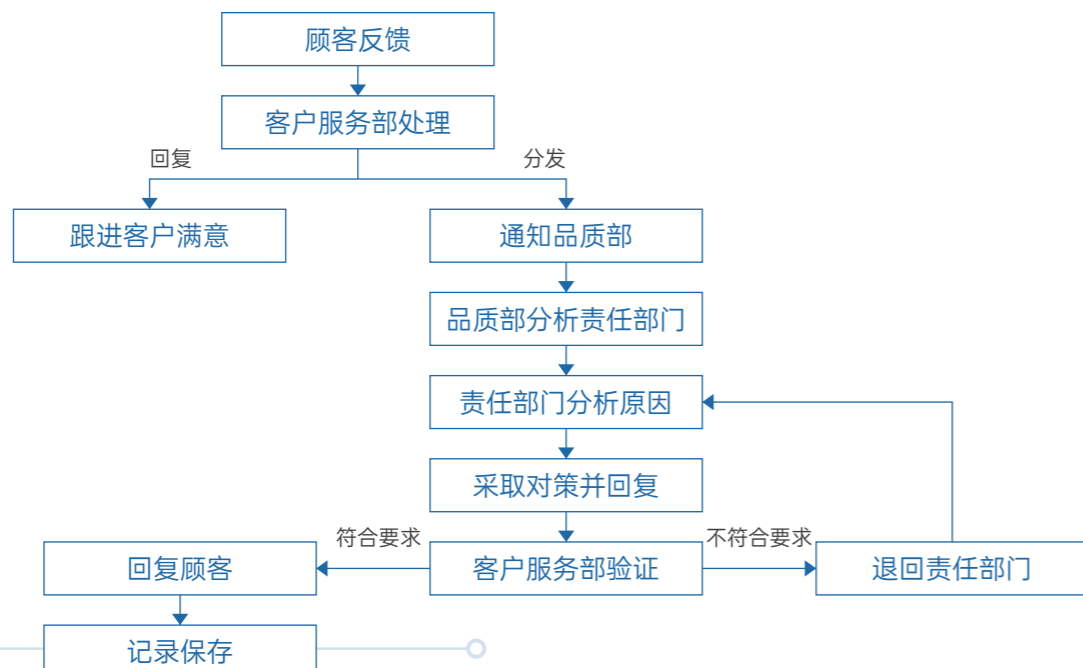 顾客反馈
客户服务部处理
回复
分发
跟进客户满意
通知品质部
品质部分析责任部门
责任部门分析原因
采取对策并回复
符合要求
不符合要求
回复顾客
客户服务部验证
退回责任部门
记录保存